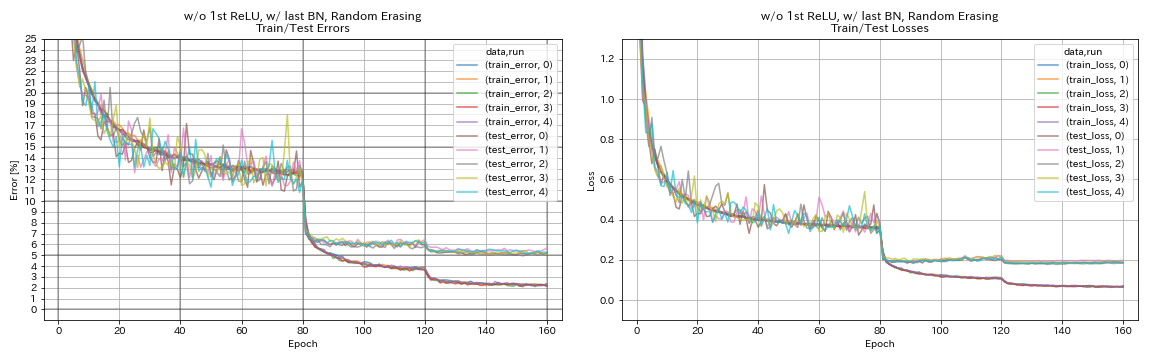 w/o 1st ReLU, w/ last BN, Random Erasing
Train/Test Errors
Error [%]
25
24
23
22
21
20
19
18
17
16
15
14
13
12
11
10
9
8
7
6
5
4
3
2
1
0
data,run
(train_error, 0)
(train_error, 1)
(train_error, 2)
(train_error, 3)
(train_error, 4)
(test_error, 0)
(test_error, 1)
(test_error, 2)
(test_error, 3)
(test_error, 4)
0 20 40 60 80 100 120 140 160
Epoch
w/o 1st ReLU, w/ last BN, Random Erasing
Train/Test Losses
Loss
1.2
1.0
0.8
0.6
0.4
0.2
0.0
data,run
(train_loss, 0)
(train_loss, 1)
(train_loss, 2)
(train_loss, 3)
(train_loss, 4)
(test_loss, 0)
(test_loss, 1)
(test_loss, 2)
(test_loss, 3)
(test_loss, 4)
0 20 40 60 80 100 120 140 160
Epoch